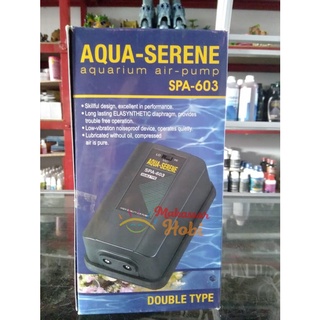 AQUA-SERENE
aquarium air-pump
SPA-603
• Skillful design, excellent in performance.
• Long lasting ELASYNTHETIC diaphragm, provides
trouble free operation.
• Low-vibration noiseproof device, operates quietly.
• Lubricated without oil, compressed
air is pure.
AQUA-SERENE
SPA-603
Makassar
Hobi
DOUBLE TYPE